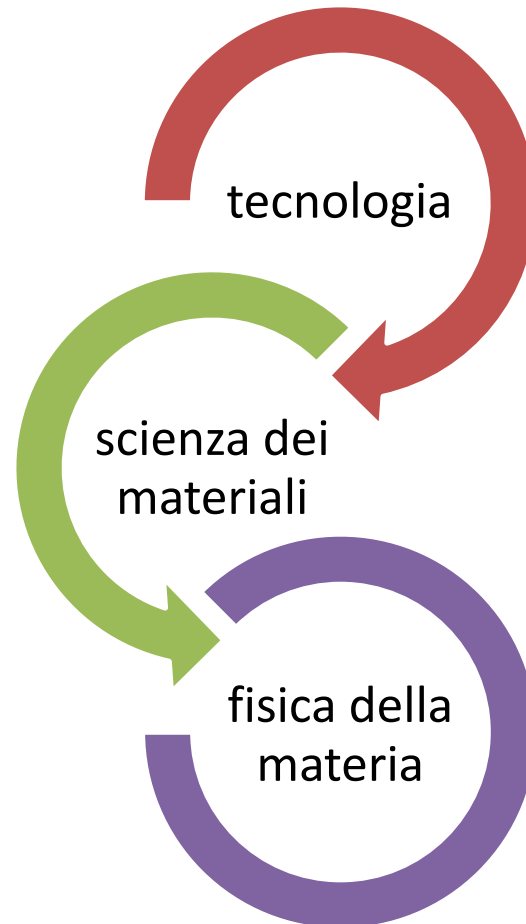 tecnologia
scienza dei
materiali
fisica della
materia